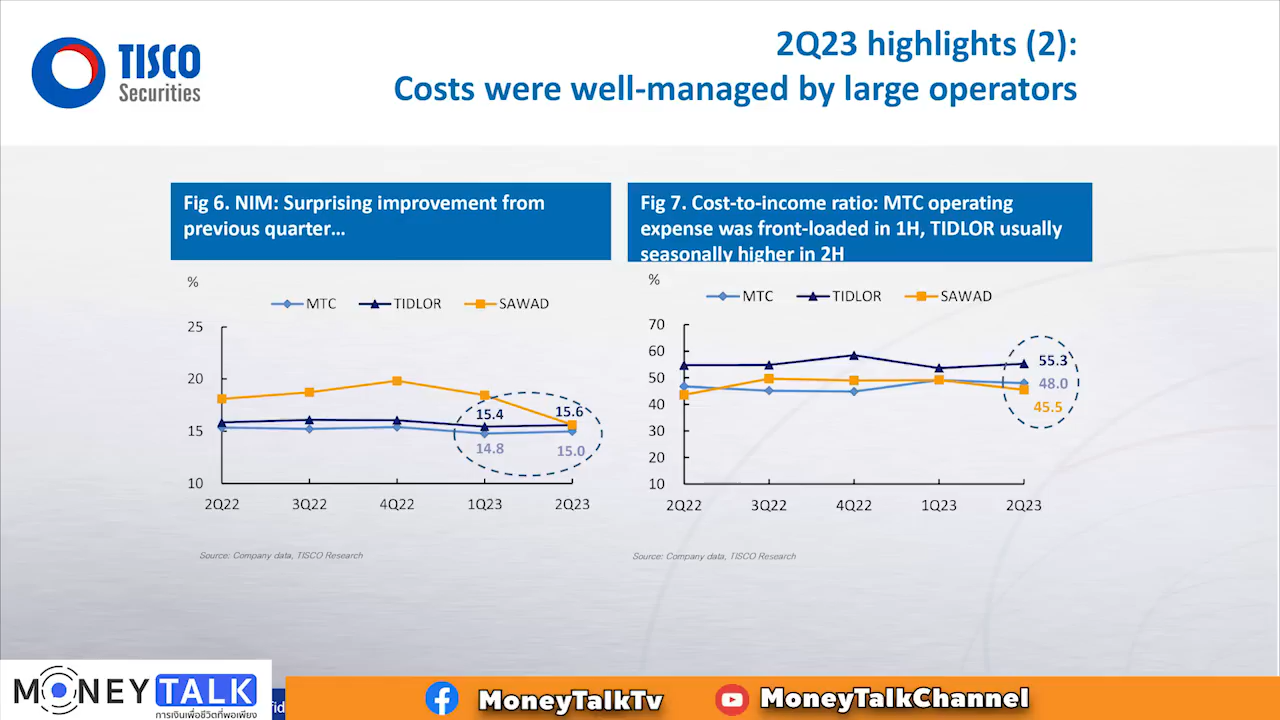 TISCO
Securities
2Q23 highlights (2):
Costs were well-managed by large operators
Fig 6. NIM: Surprising improvement from
previous quarter…
%
MTC TIDLOR SAWAD
25
20
15
10
15.4
15.6
14.8
15.0
2Q22 3Q22 4Q22 1Q23 2Q23
Source: Company data, TISCO Research
Fig 7. Cost-to-income ratio: MTC operating
expense was front-loaded in 1H, TIDLOR usually
seasonally higher in 2H
%
MTC TIDLOR SAWAD
70
60
50
40
30
20
10
55.3
48.0
45.5
2Q22 3Q22 4Q22 1Q23 2Q23
Source: Company data, TISCO Research
MONEY TALK
การเงินเพื่อชีวิตที่พอเพียง
MoneyTalkTv
MoneyTalkChannel